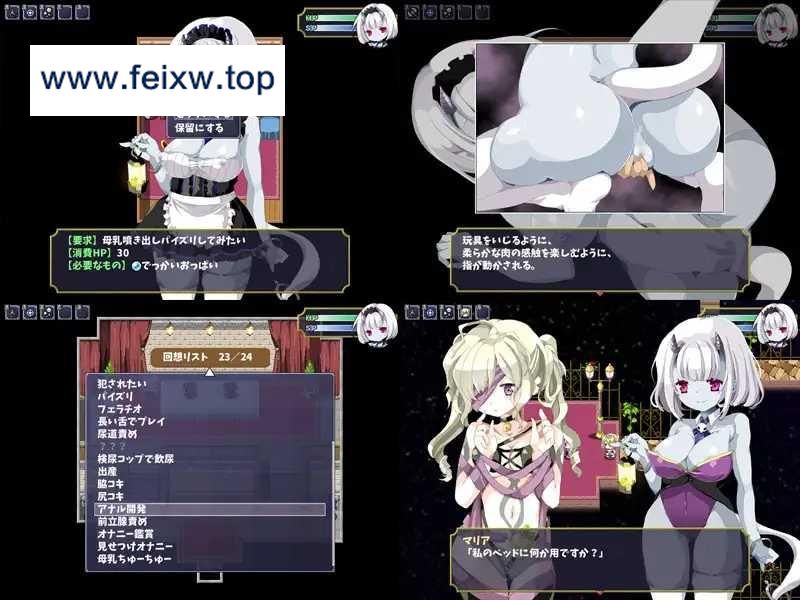 www.feixw.top
保留にする
【要求】母乳噴き出しパイズリしてみたい
【消費HP】30
【必要なもの】でっかいおっぱい
玩具をいじるように、
柔らかな肉の感触を楽しむように、
指が動かされる。
回想リスト 23/24
犯されたい
パイズリ
フェラチオ
長い舌でプレイ
尿道責め
???
検尿コップで飲尿
出産
脇コキ
尻コキ
アナル開発
前立腺責め
オナニー鑑賞
見せつけオナニー
母乳ちゅーちゅー
マリア
「私のベッドに何か用ですか?」